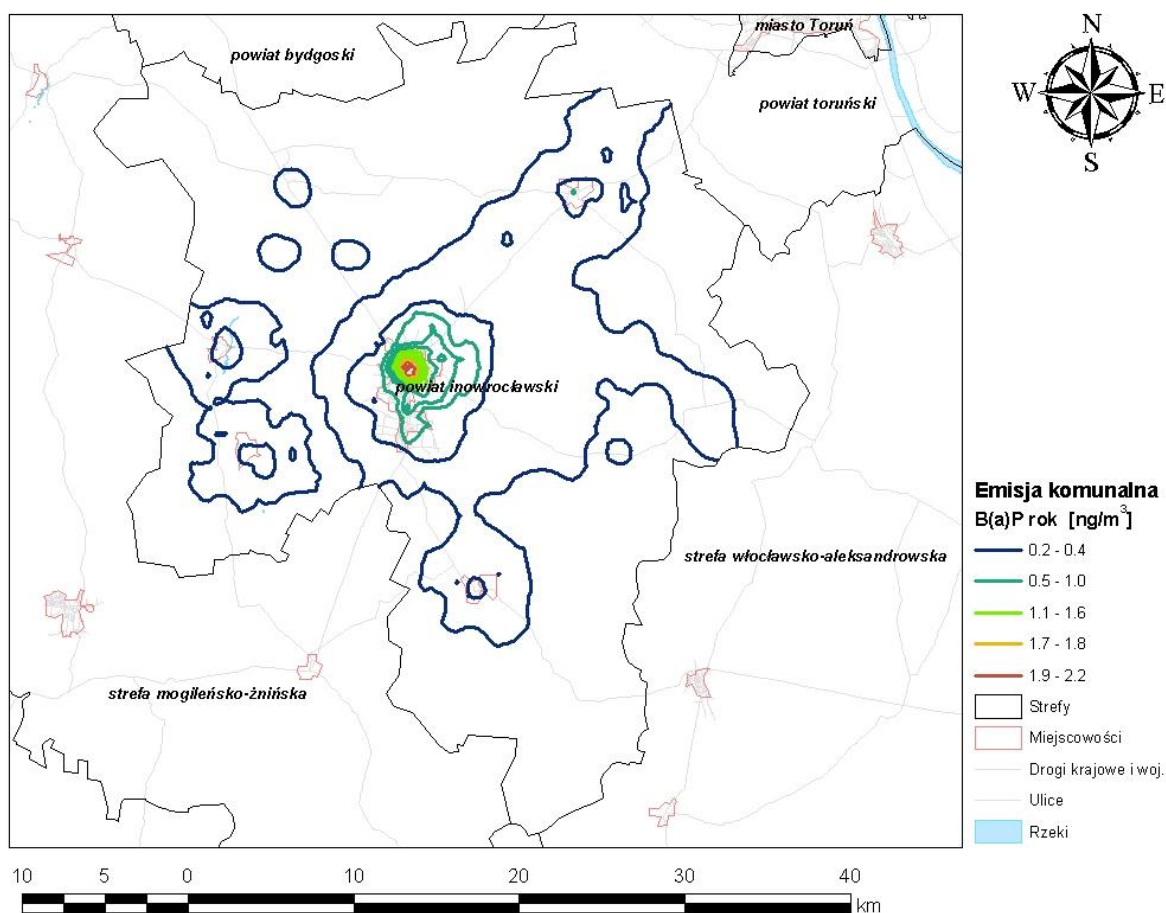 miasto Toruń
powiat bydgoski
powiat toruński
powiat inowrocławski
strefa włocławsko-aleksandrowska
strefa mogileńsko-żnińska
N
W
E
S
Emisja komunalna
B(a)P rok [ng/m³]
0.2 - 0.4
0.5 - 1.0
1.1 - 1.6
1.7 - 1.8
1.9 - 2.2
Strefy
Miejscowości
Drogi krajowe i woj.
Ulice
Rzeki
10 5 0 10 20 30 40
km